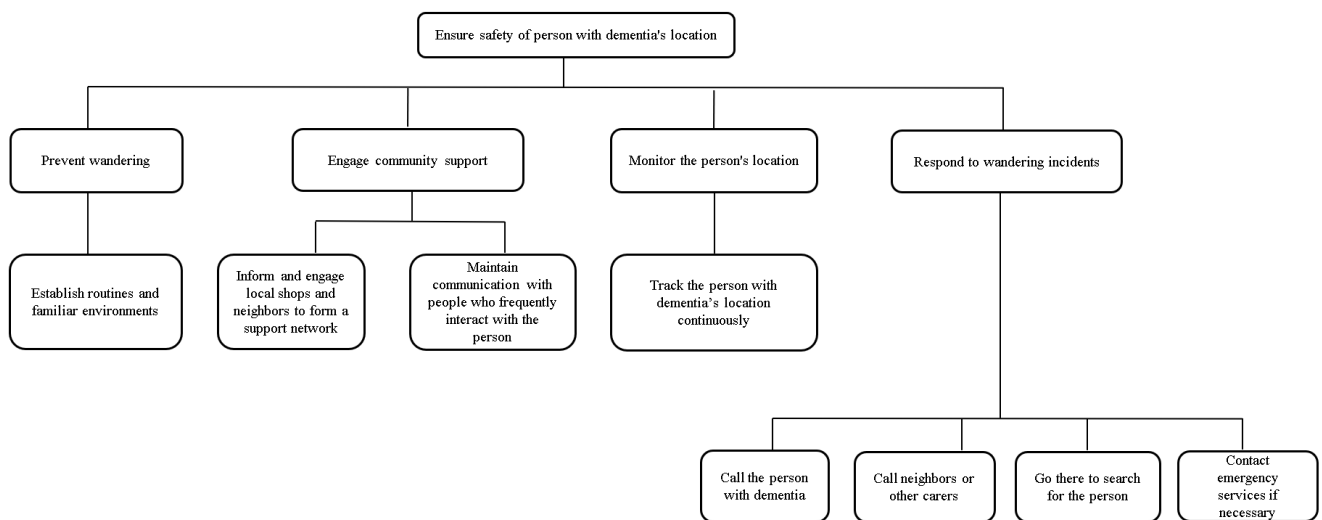 Ensure safety of person with dementia's location
Prevent wandering
Engage community support
Monitor the person's location
Respond to wandering incidents
Establish routines and
familiar environments
Inform and engage
local shops and
neighbors to form a
support network
Maintain
communication with
people who frequently
interact with the
person
Track the person with
dementia’s location
continuously
Call the person
with dementia
Call neighbors or
other carers
Go there to search
for the person
Contact
emergency
services if
necessary